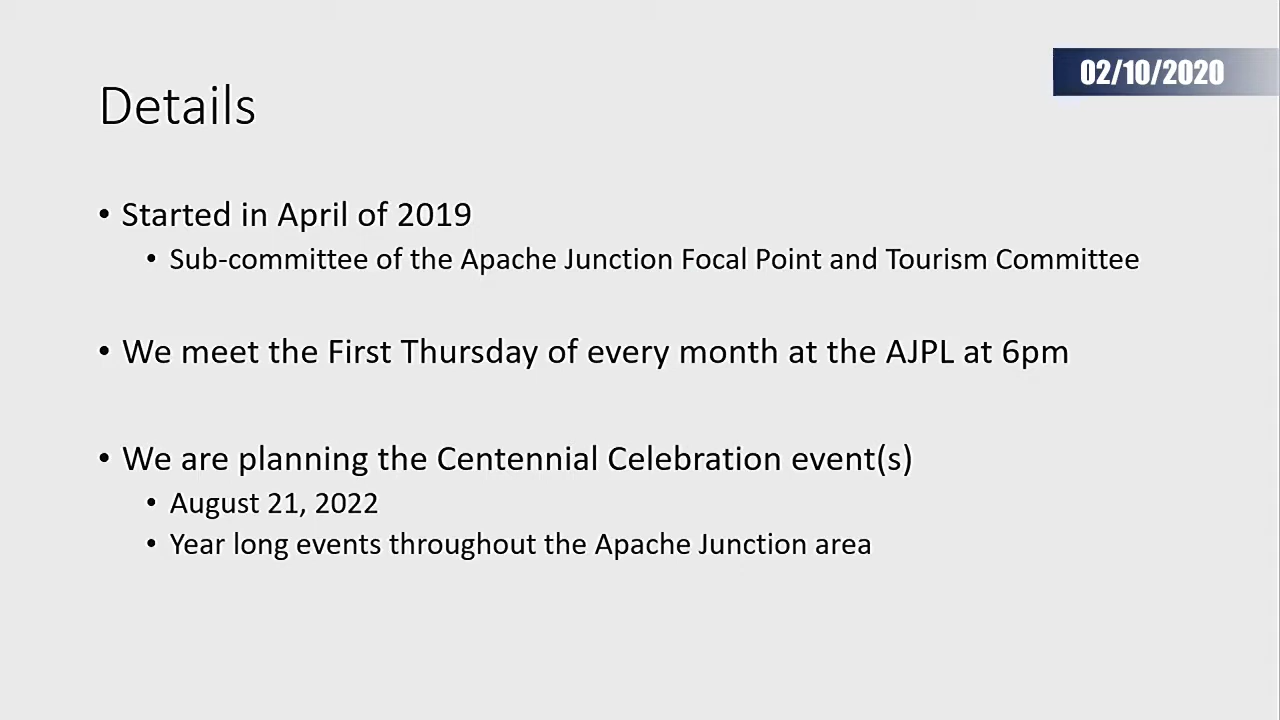 02/10/2020
Details
• Started in April of 2019
• Sub-committee of the Apache Junction Focal Point and Tourism Committee
• We meet the First Thursday of every month at the AJPL at 6pm
• We are planning the Centennial Celebration event(s)
• August 21, 2022
• Year long events throughout the Apache Junction area